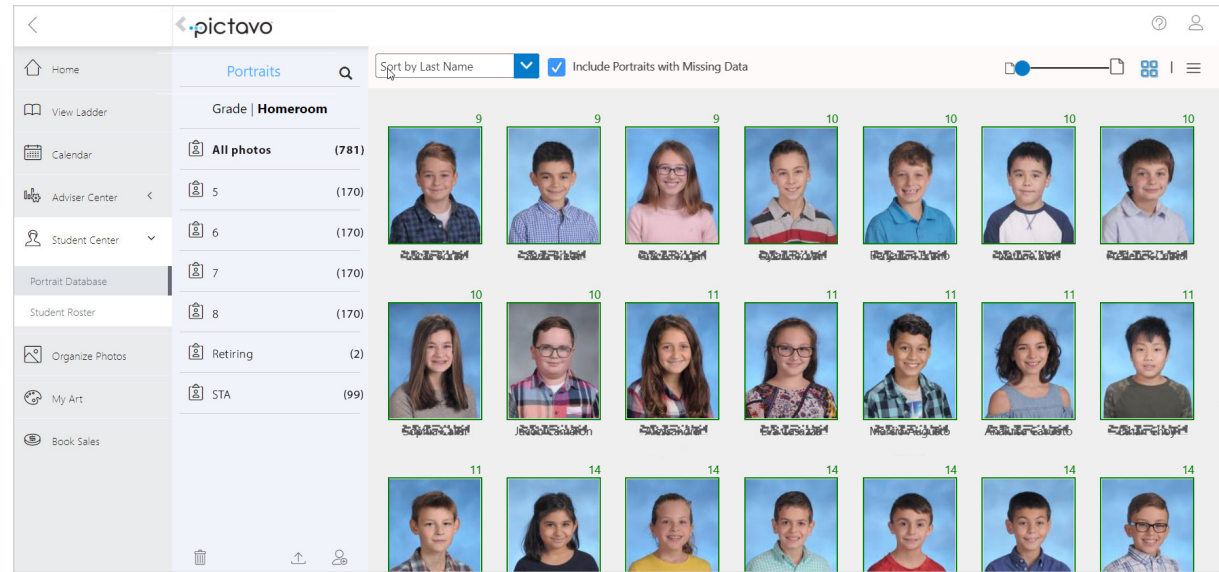 pictavo
Home
View Ladder
Calendar
Adviser Center
Student Center
Portrait Database
Student Roster
Organize Photos
My Art
Book Sales
Portraits
Grade | Homeroom
All photos (781)
5 (170)
6 (170)
7 (170)
8 (170)
Retiring (2)
STA (99)
Sort by Last Name
Include Portraits with Missing Data
9 9 9 10 10 10 10
10 10 11 11 11 11 11
11 14 14 14 14 14 14